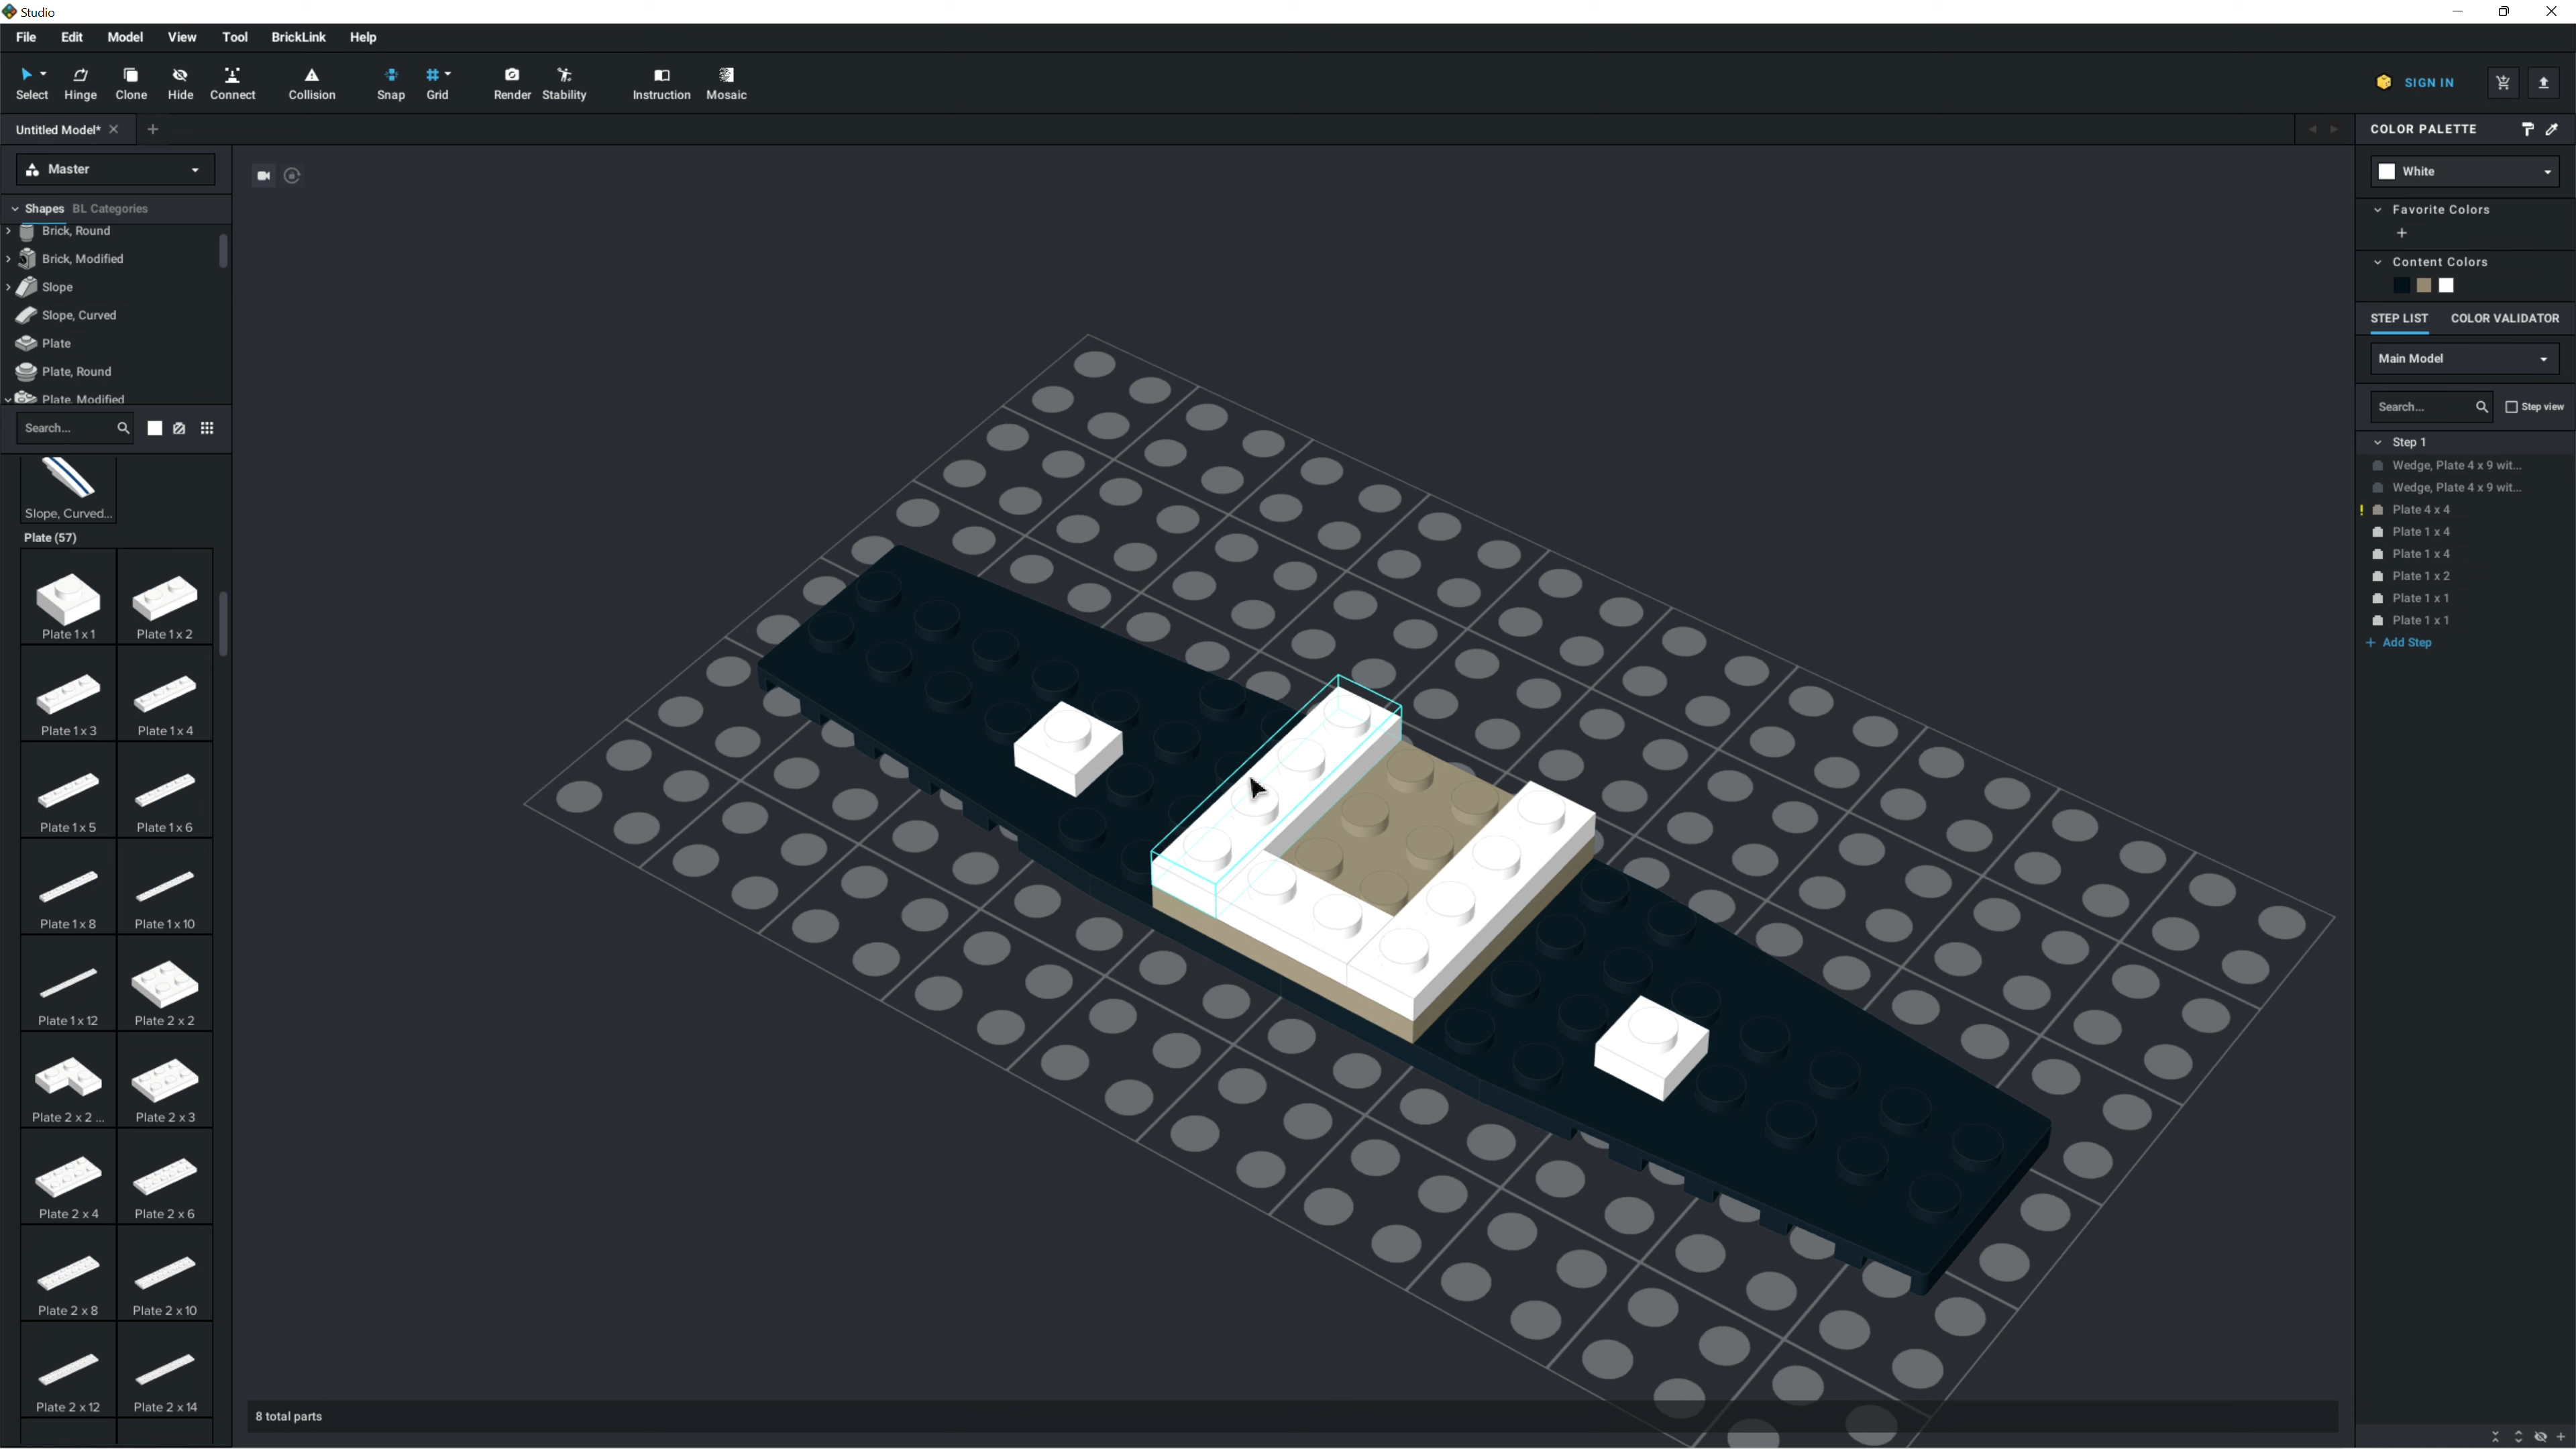 Studio
File Edit Model View Tool BrickLink Help
Select Hinge Clone Hide Connect Collision Snap Grid Render Stability Instruction Mosaic
SIGN IN
Untitled Model*
Master
Shapes BL Categories
Brick, Round
Brick, Modified
Slope
Slope, Curved
Plate
Plate, Round
Plate, Modified
Search...
Slope, Curved...
Plate (57)
Plate 1 x 1 Plate 1 x 2
Plate 1 x 3 Plate 1 x 4
Plate 1 x 5 Plate 1 x 6
Plate 1 x 8 Plate 1 x 10
Plate 1 x 12 Plate 2 x 2
Plate 2 x 2 ... Plate 2 x 3
Plate 2 x 4 Plate 2 x 6
Plate 2 x 8 Plate 2 x 10
Plate 2 x 12 Plate 2 x 14
8 total parts
COLOR PALETTE
White
Favorite Colors
Content Colors
STEP LIST COLOR VALIDATOR
Main Model
Search... Step view
Step 1
Wedge, Plate 4 x 9 wit...
Wedge, Plate 4 x 9 wit...
! Plate 4 x 4
Plate 1 x 4
Plate 1 x 4
Plate 1 x 2
Plate 1 x 1
Plate 1 x 1
+ Add Step